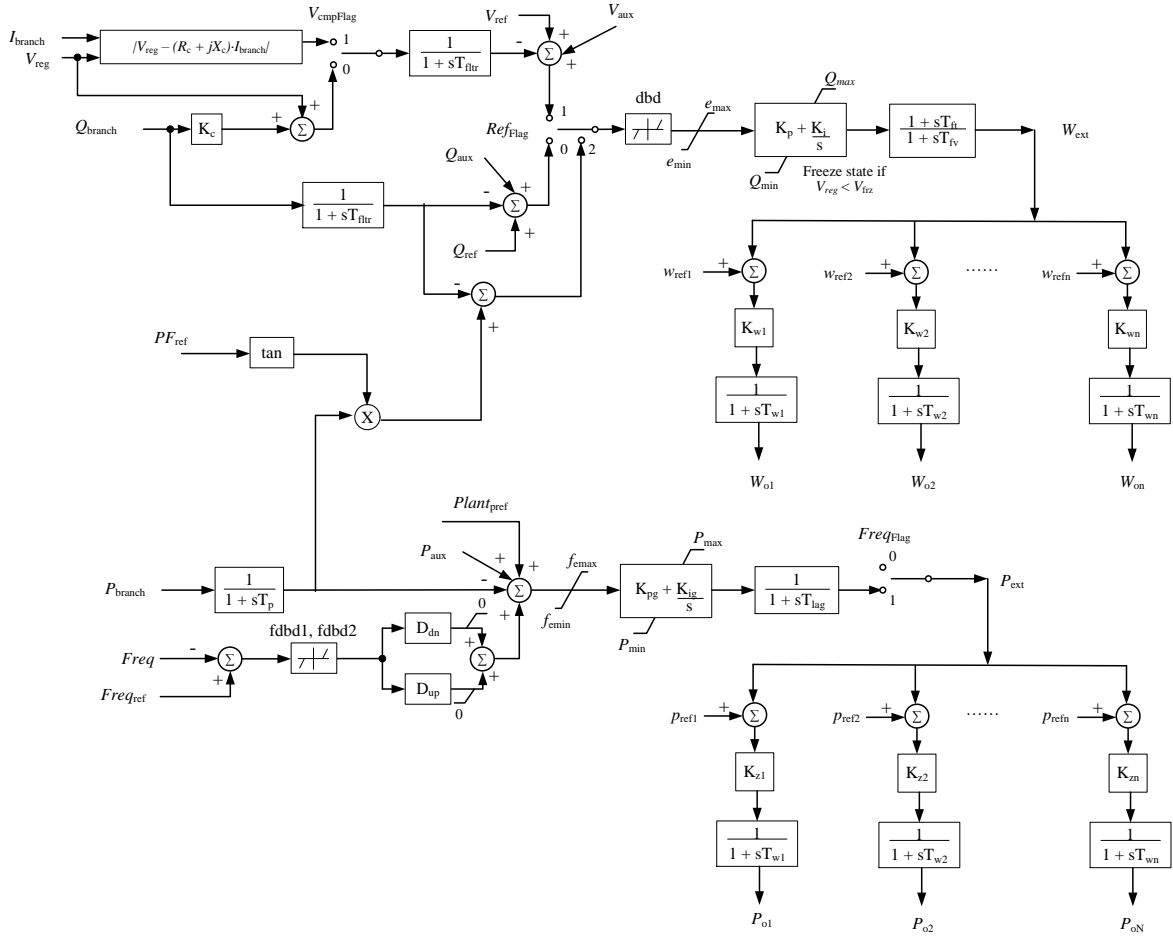 V_cmpFlag
V_ref
V_aux
I_branch
V_reg
|V_reg – (R_c + jX_c)·I_branch|
1
0
1
1 + sT_fltr
-
Σ
+
+
Q_branch
K_c
+
+
Σ
Ref_Flag
1
0
2
dbd
e_max
e_min
Q_max
K_p + K_i
s
Q_min
Freeze state if
V_reg < V_frz
1 + sT_ft
1 + sT_fv
W_ext
Q_aux
1
1 + sT_fltr
-
+
Σ
+
Q_ref
w_ref1
+
Σ
w_ref2
+
Σ
......
w_refn
+
Σ
-
Σ
+
K_w1
K_w2
K_wn
PF_ref
tan
X
1
1 + sT_w1
1
1 + sT_w2
1
1 + sT_wn
W_o1
W_o2
W_on
Plant_pref
P_aux
+
+
-
Σ
+
P_branch
1
1 + sT_p
f_emax
f_emin
P_max
K_pg + K_ig
s
P_min
1
1 + sT_lag
Freq_Flag
0
1
P_ext
fdbd1, fdbd2
Freq
-
Σ
+
Freq_ref
D_dn
0
+
Σ
+
D_up
0
p_ref1
+
Σ
p_ref2
+
Σ
......
p_refn
+
Σ
K_z1
K_z2
K_zn
1
1 + sT_w1
1
1 + sT_w2
1
1 + sT_wn
P_o1
P_o2
P_oN